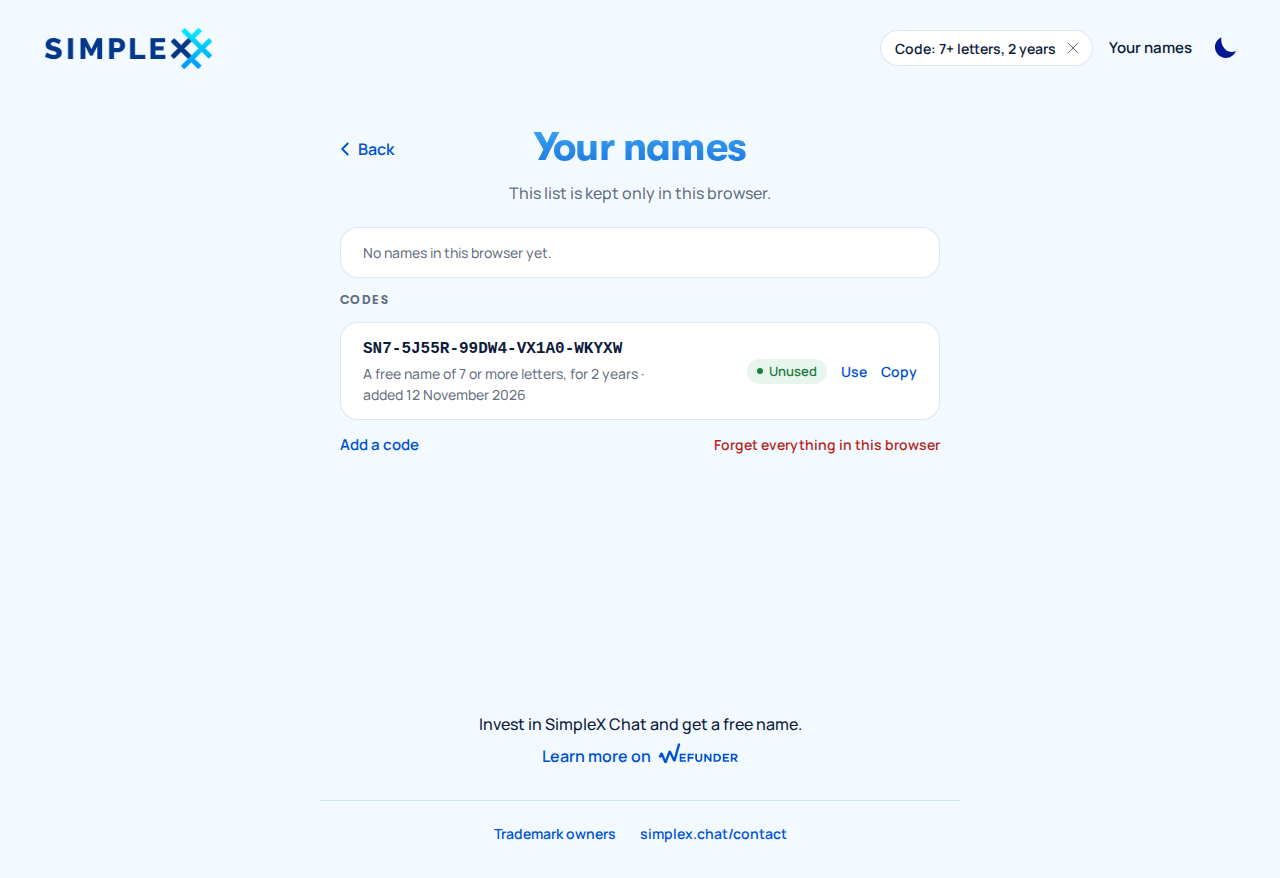 SIMPLEX
Code: 7+ letters, 2 years
Your names
Back
Your names
This list is kept only in this browser.
No names in this browser yet.
CODES
SN7-5J55R-99DW4-VX1A0-WKYXW
A free name of 7 or more letters, for 2 years ·
added 12 November 2026
Unused
Use
Copy
Add a code
Forget everything in this browser
Invest in SimpleX Chat and get a free name.
Learn more on WEFUNDER
Trademark owners
simplex.chat/contact